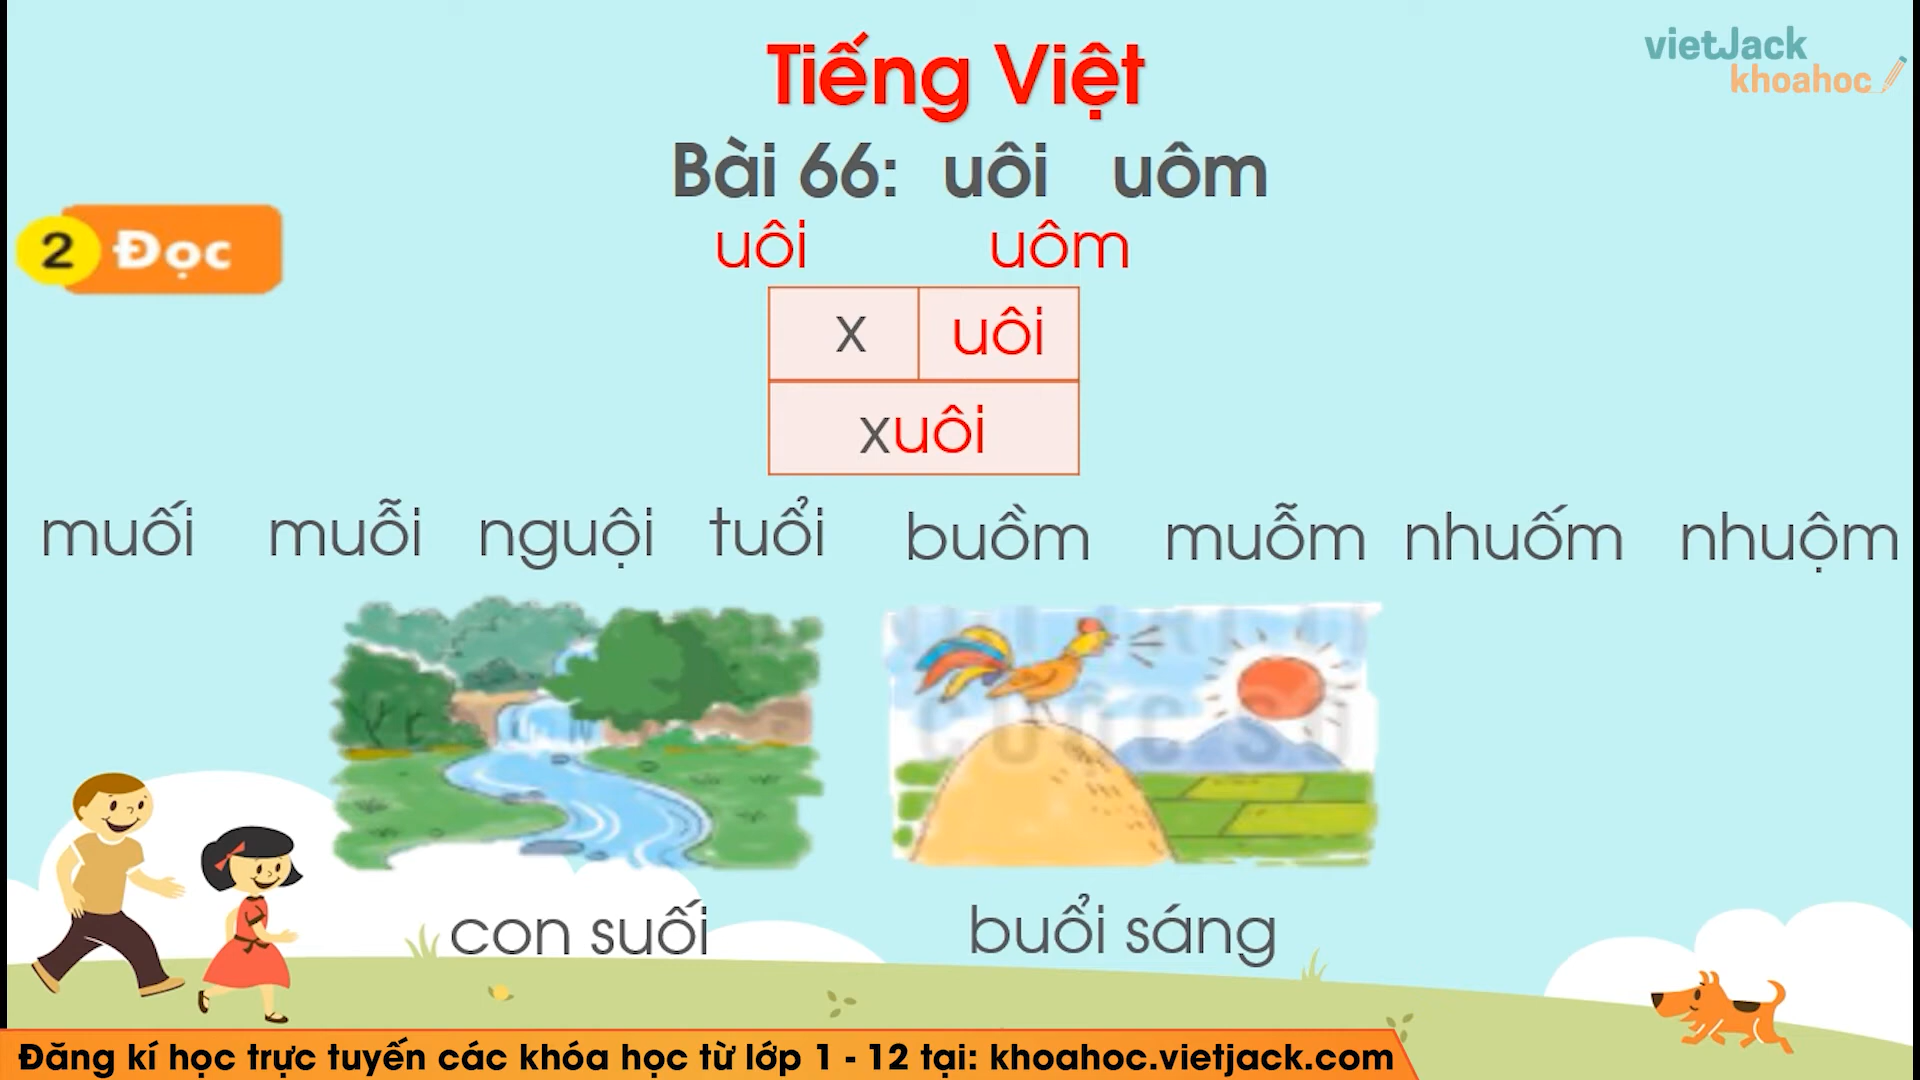 Tiếng Việt
vietJack
khoahoc
Bài 66: uôi uôm
2 Đọc
uôi uôm
x uôi
xuôi
muối muỗi nguội tuổi buồm muỗm nhuốm nhuộm
con suối buổi sáng
Đăng kí học trực tuyến các khóa học từ lớp 1 - 12 tại: khoahoc.vietjack.com